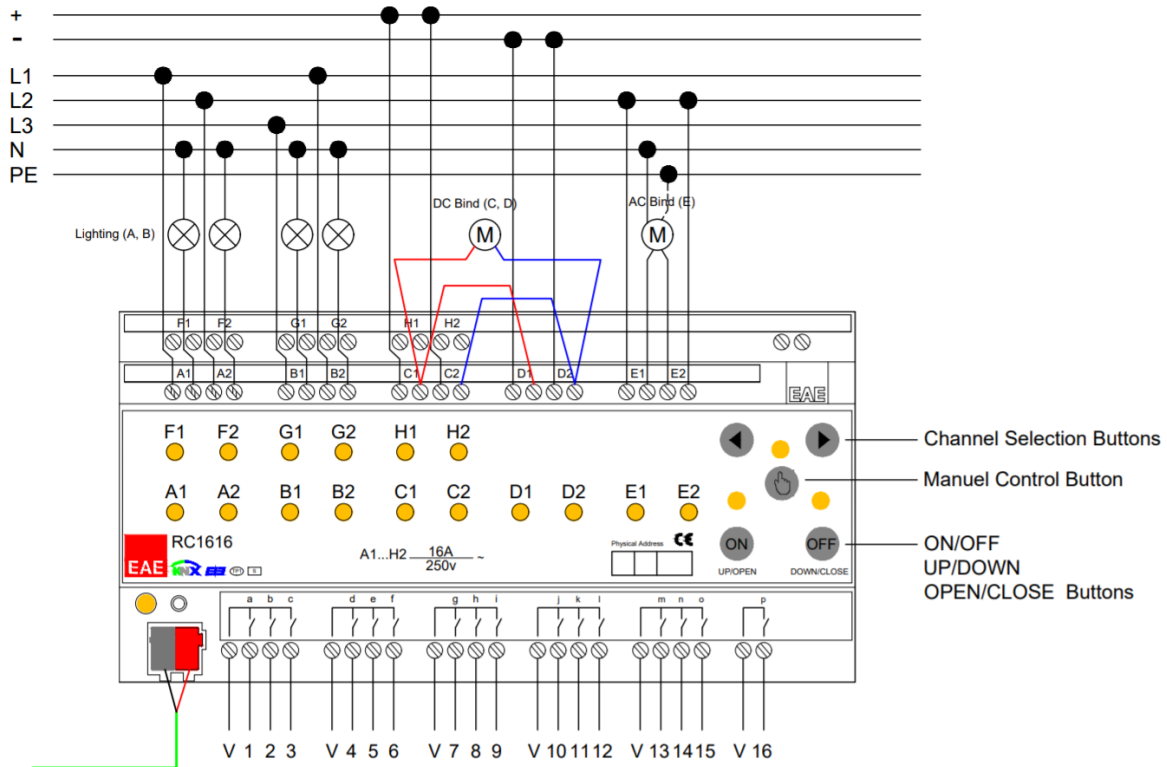 +
-
L1
L2
L3
N
PE
DC Bind (C, D)
AC Bind (E)
Lighting (A, B)
M
M
F1 F2 G1 G2 H1 H2
A1 A2 B1 B2 C1 C2 D1 D2 E1 E2
EAE
F1 F2 G1 G2 H1 H2
Channel Selection Buttons
Manuel Control Button
A1 A2 B1 B2 C1 C2 D1 D2 E1 E2
RC1616
EAE KNX EIB TP1 S
A1...H2 16A
250v ~
Physical Address CE
ON OFF
UP/OPEN DOWN/CLOSE
ON/OFF
UP/DOWN
OPEN/CLOSE Buttons
a b c d e f g h i j k l m n o p
V 1 2 3 V 4 5 6 V 7 8 9 V 10 11 12 V 13 14 15 V 16